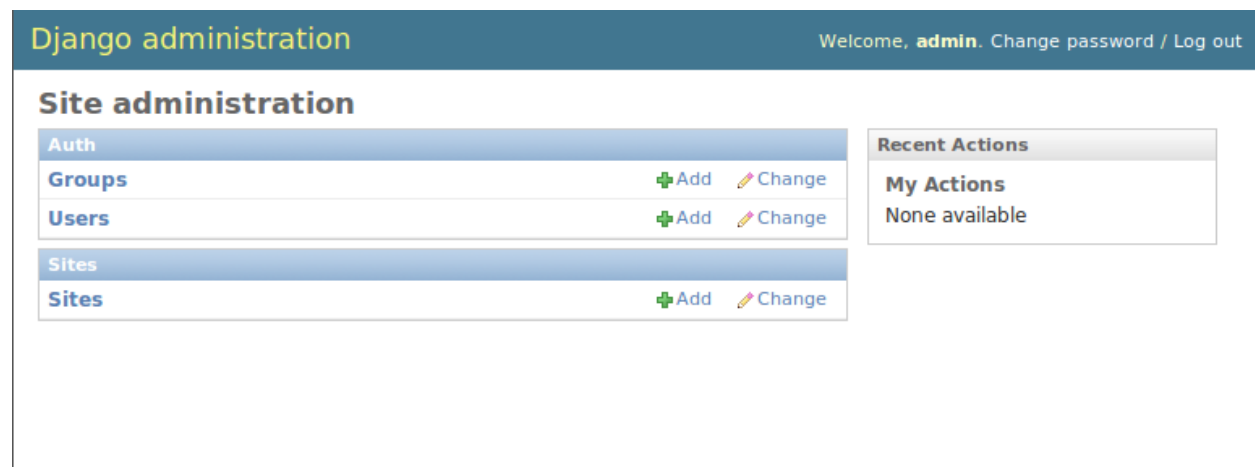 Django administration
Welcome, admin. Change password / Log out
Site administration
Auth
Groups Add Change
Users Add Change
Sites
Sites Add Change
Recent Actions
My Actions
None available